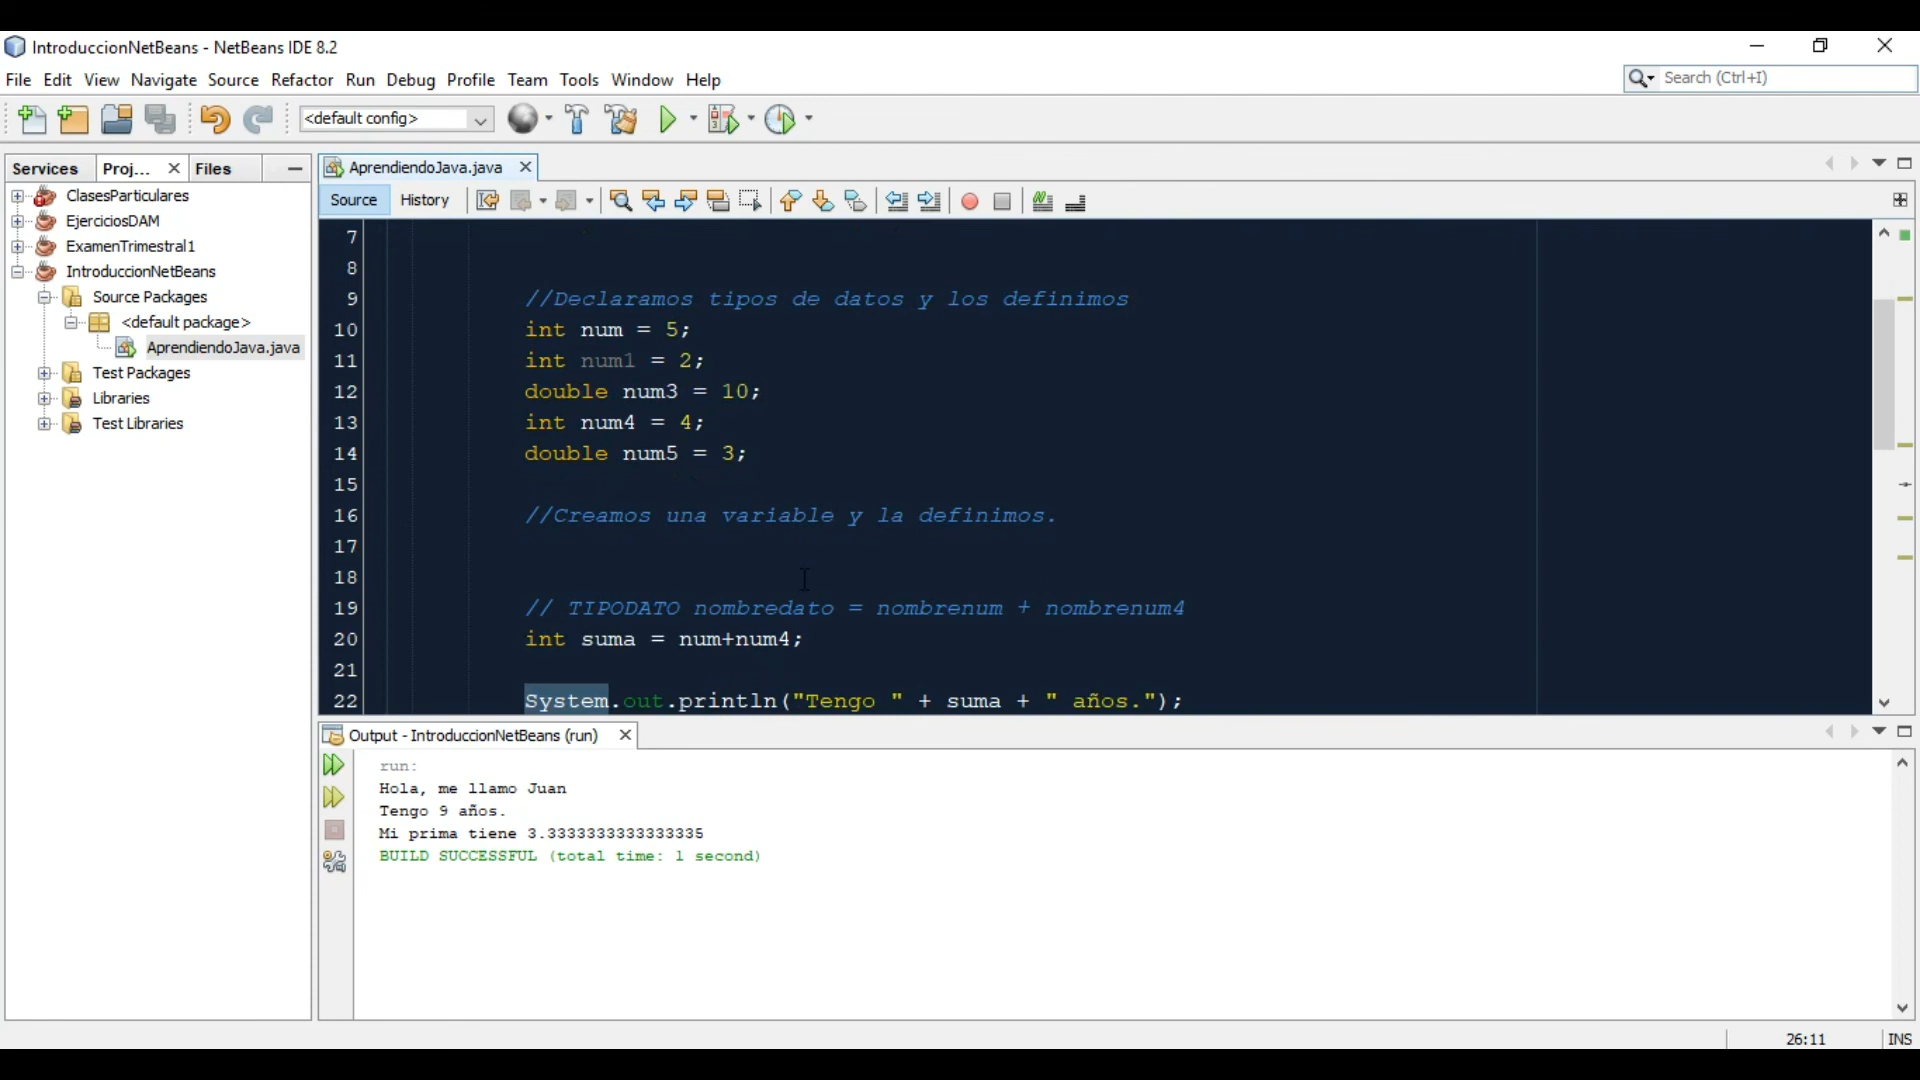 IntroduccionNetBeans - NetBeans IDE 8.2
File Edit View Navigate Source Refactor Run Debug Profile Team Tools Window Help
Search (Ctrl+I)
<default config>
Services Proj... Files
AprendiendoJava.java
ClasesParticulares
EjerciciosDAM
ExamenTrimestral1
IntroduccionNetBeans
Source Packages
<default package>
AprendiendoJava.java
Test Packages
Libraries
Test Libraries
Source History
7
8
9 //Declaramos tipos de datos y los definimos
10 int num = 5;
11 int num1 = 2;
12 double num3 = 10;
13 int num4 = 4;
14 double num5 = 3;
15
16 //Creamos una variable y la definimos.
17
18
19 // TIPODATO nombredato = nombrenum + nombrenum4
20 int suma = num+num4;
21
22 System.out.println("Tengo " + suma + " años.");
Output - IntroduccionNetBeans (run)
run:
Hola, me llamo Juan
Tengo 9 años.
Mi prima tiene 3.3333333333333335
BUILD SUCCESSFUL (total time: 1 second)
26:11 INS